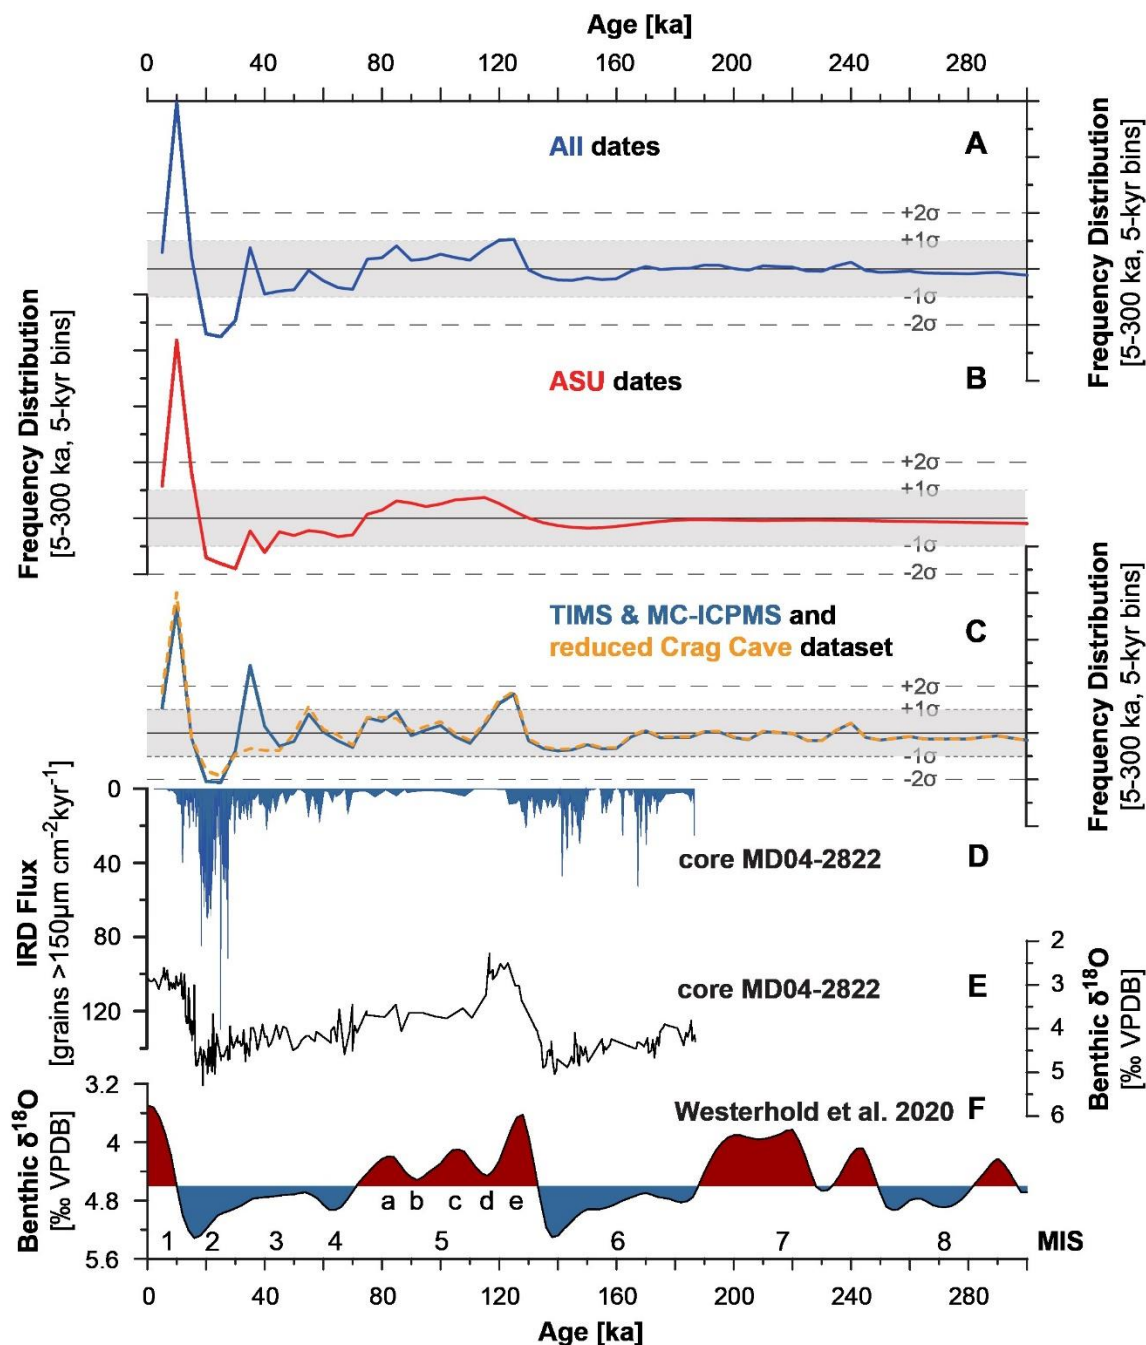 Age [ka]
0 40 80 120 160 200 240 280
All dates A
+2σ
+1σ
-1σ
-2σ
Frequency Distribution
[5-300 ka, 5-kyr bins]
ASU dates B
+2σ
+1σ
-1σ
-2σ
Frequency Distribution
[5-300 ka, 5-kyr bins]
TIMS & MC-ICPMS and C
reduced Crag Cave dataset
+2σ
+1σ
-1σ
-2σ
Frequency Distribution
[5-300 ka, 5-kyr bins]
0
40
80
120
IRD Flux
[grains >150µm cm⁻²kyr⁻¹]
core MD04-2822 D
core MD04-2822 E
2
3
4
5
6
Benthic δ¹⁸O
[‰ VPDB]
Westerhold et al. 2020 F
3.2
4
4.8
5.6
Benthic δ¹⁸O
[‰ VPDB]
a b c d e
1 2 3 4 5 6 7 8 MIS
0 40 80 120 160 200 240 280
Age [ka]